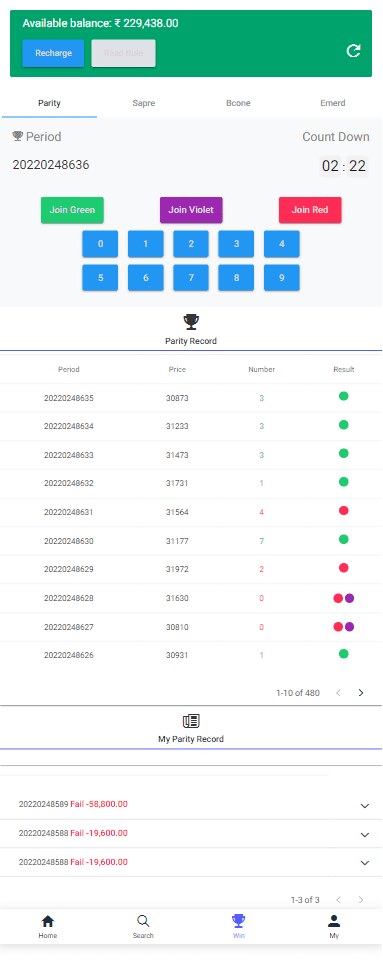 Available balance: ₹ 229,438.00
Recharge Read Rule
Parity Sapre Bcone Emerd
Period Count Down
20220248636 02 : 22
Join Green Join Violet Join Red
0 1 2 3 4
5 6 7 8 9
Parity Record
Period Price Number Result
20220248635 30873 3
20220248634 31233 3
20220248633 31473 3
20220248632 31731 1
20220248631 31564 4
20220248630 31177 7
20220248629 31972 2
20220248628 31630 0
20220248627 30810 0
20220248626 30931 1
1-10 of 480
My Parity Record
20220248589 Fail -58,800.00
20220248588 Fail -19,600.00
20220248588 Fail -19,600.00
1-3 of 3
Home Search Win My